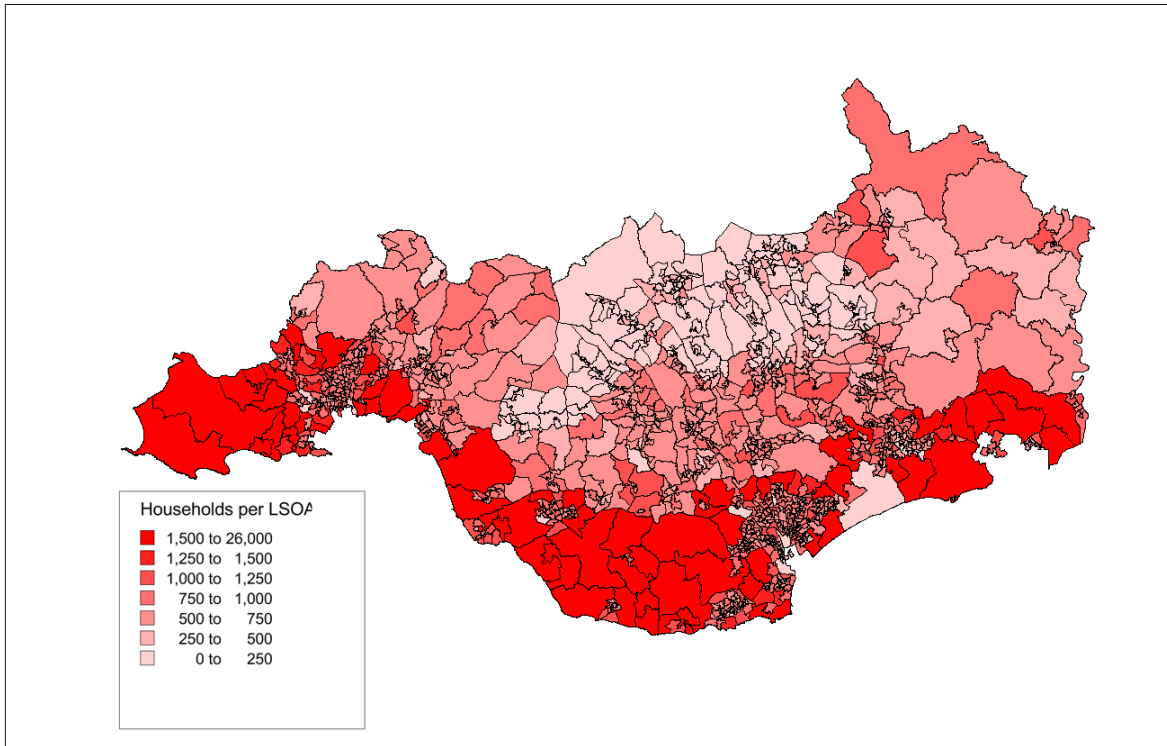 Households per LSOA
1,500 to 26,000
1,250 to 1,500
1,000 to 1,250
750 to 1,000
500 to 750
250 to 500
0 to 250